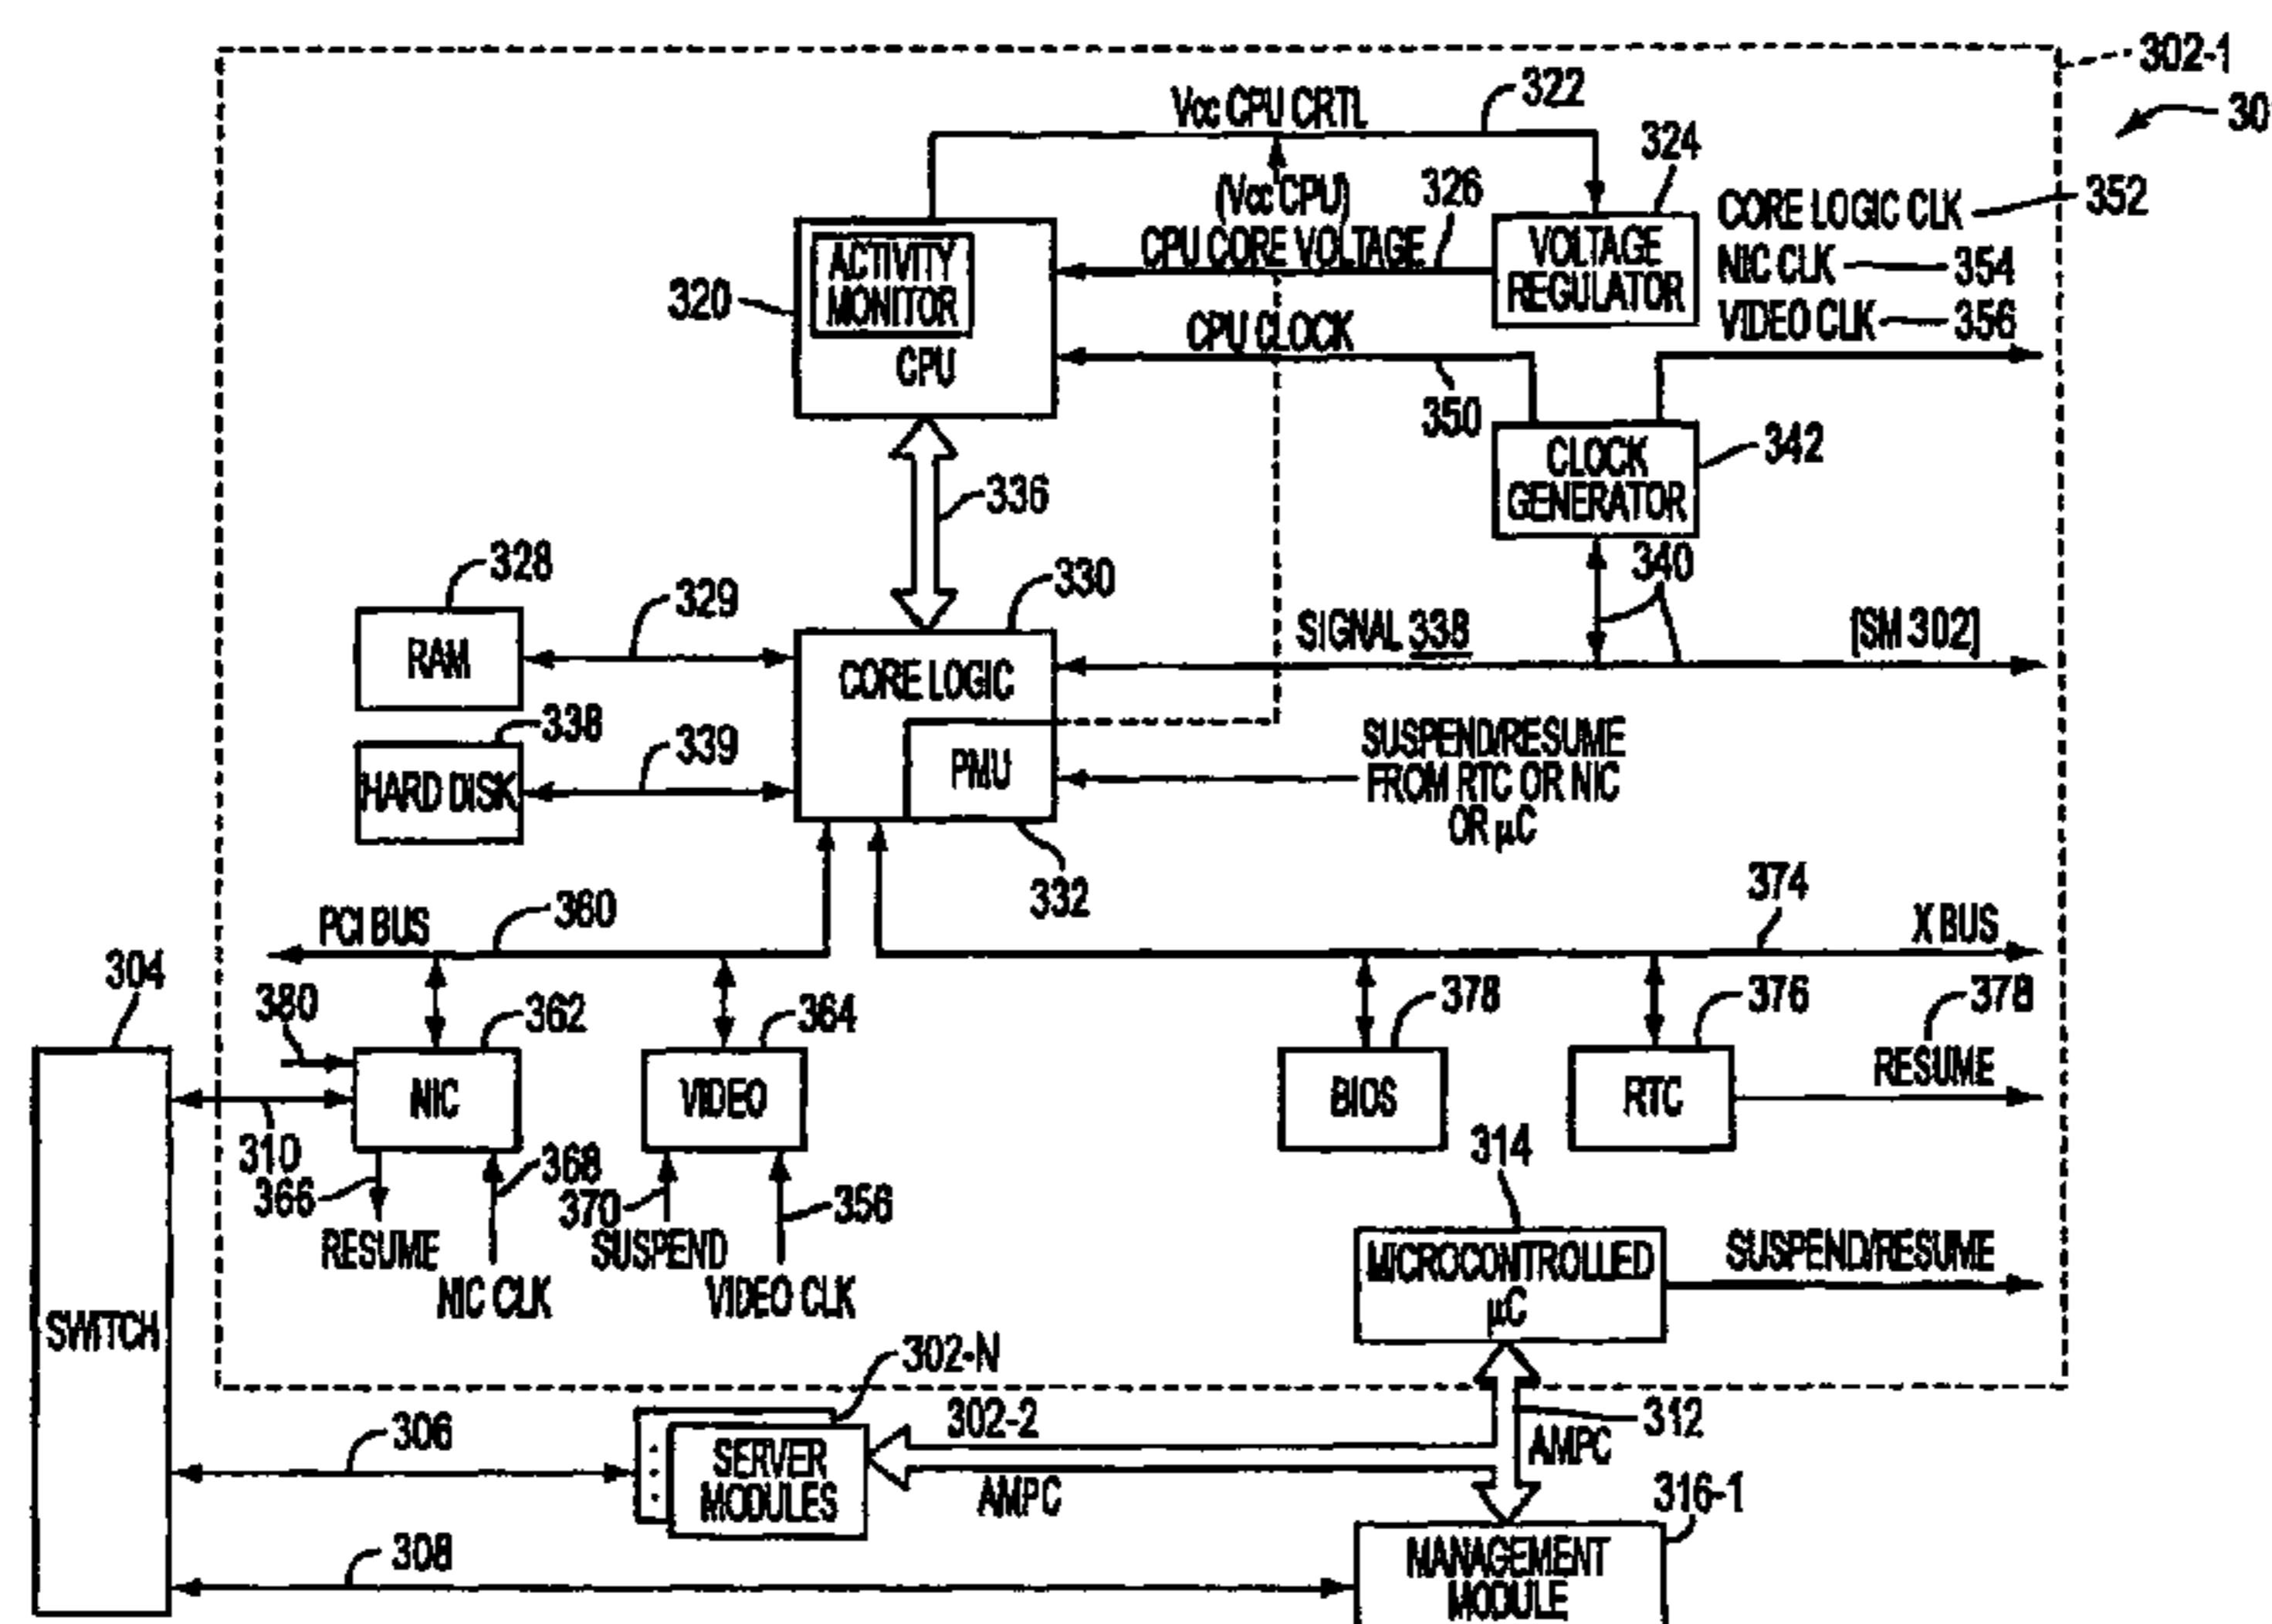 302-1
30
Vcc CPU CRTL
322
324
(Vcc CPU)
326
CPU CORE VOLTAGE
VOLTAGE
REGULATOR
CORE LOGIC CLK
352
NIC CLK
354
VIDEO CLK
356
320
ACTIVITY
MONITOR
CPU
CPU CLOCK
350
CLOCK
GENERATOR
342
336
340
328
RAM
329
330
CORE LOGIC
SIGNAL 338
[SM 302]
338
HARD DISK
339
PMU
332
SUSPEND/RESUME
FROM RTC OR NIC
OR µC
PCI BUS
360
374
X BUS
304
SWITCH
380
362
NIC
364
VIDEO
378
BIOS
376
RTC
378
RESUME
310
366
RESUME
368
NIC CLK
370
SUSPEND
356
VIDEO CLK
314
MICROCONTROLLED
µC
SUSPEND/RESUME
302-N
302-2
306
SERVER
MODULES
AMPC
312
AMPC
316-1
308
MANAGEMENT
MODULE